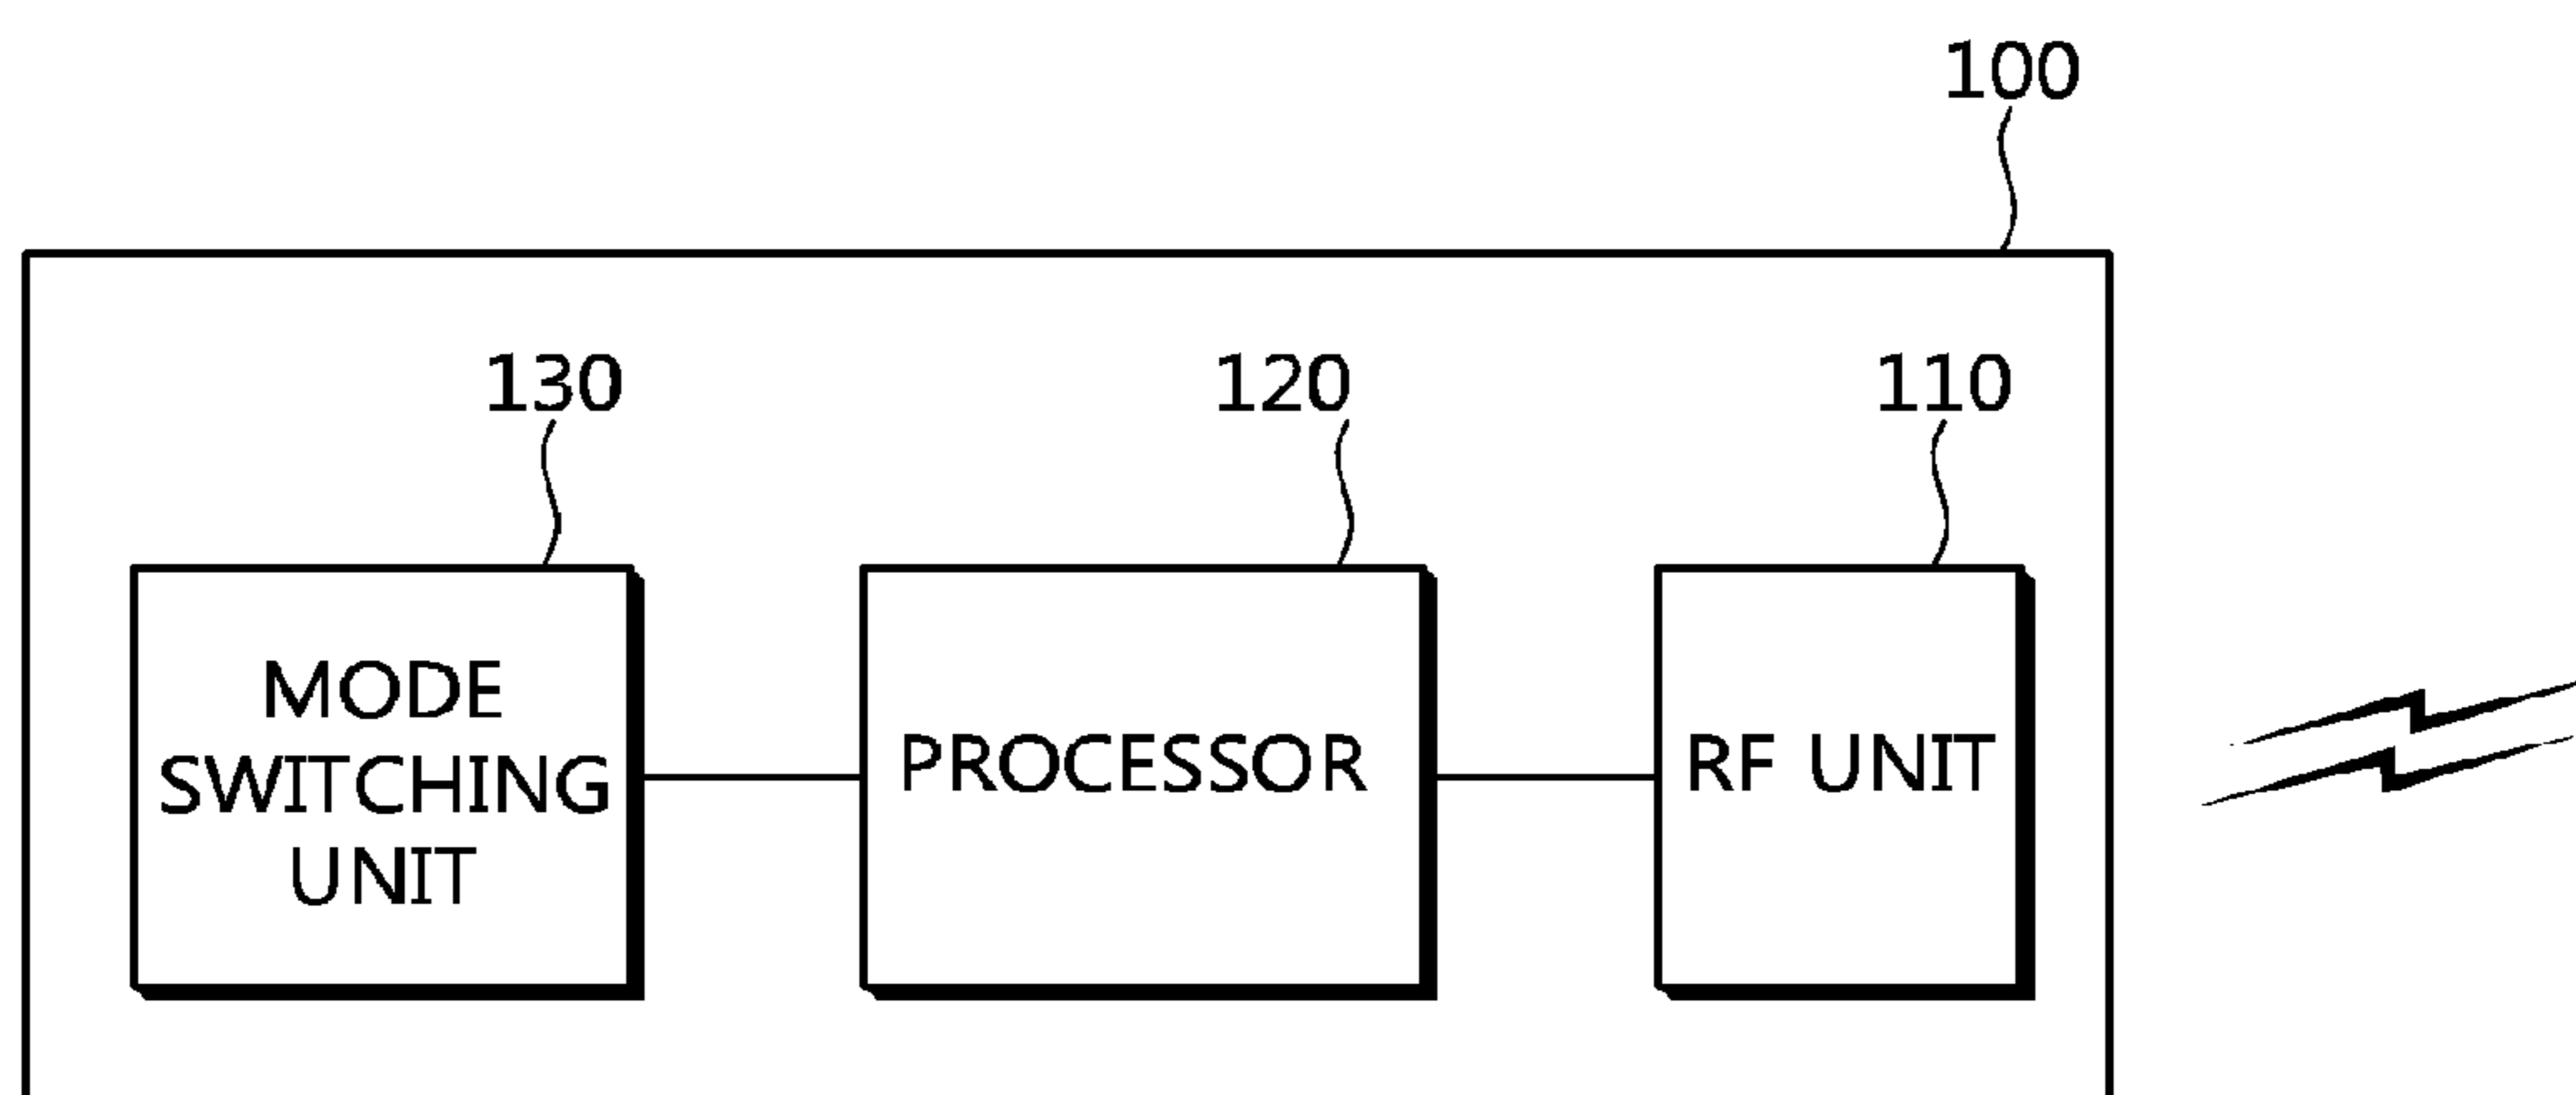 100
130
120
110
MODE
SWITCHING
UNIT
PROCESSOR
RF UNIT